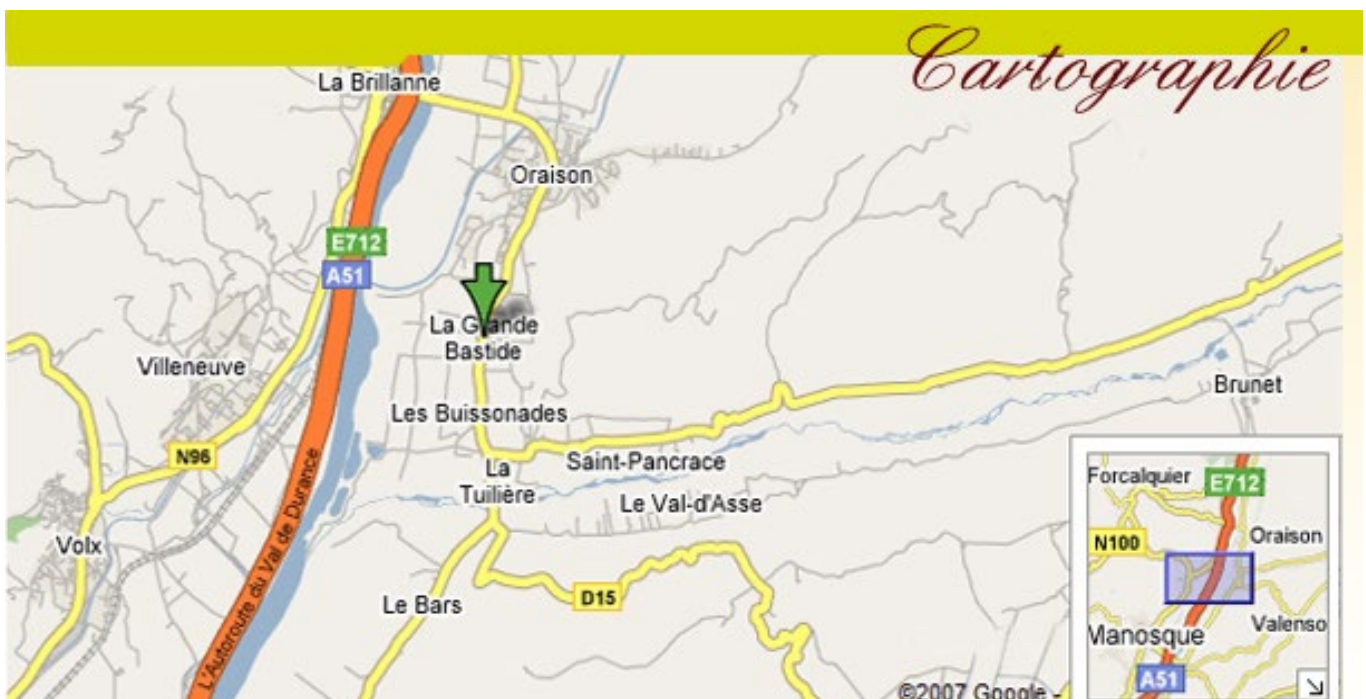 Cartographie
La Brillanne
Oraison
E712
A51
La Grande
Bastide
Villeneuve
Brunet
Les Buissonades
N96
Saint-Pancrace
La
Tuilière
Le Val-d'Asse
Volx
L'Autoroute du Val de Durance
D15
Le Bars
Forcalquier
E712
N100
Oraison
Manosque
Valenso
A51
©2007 Google -